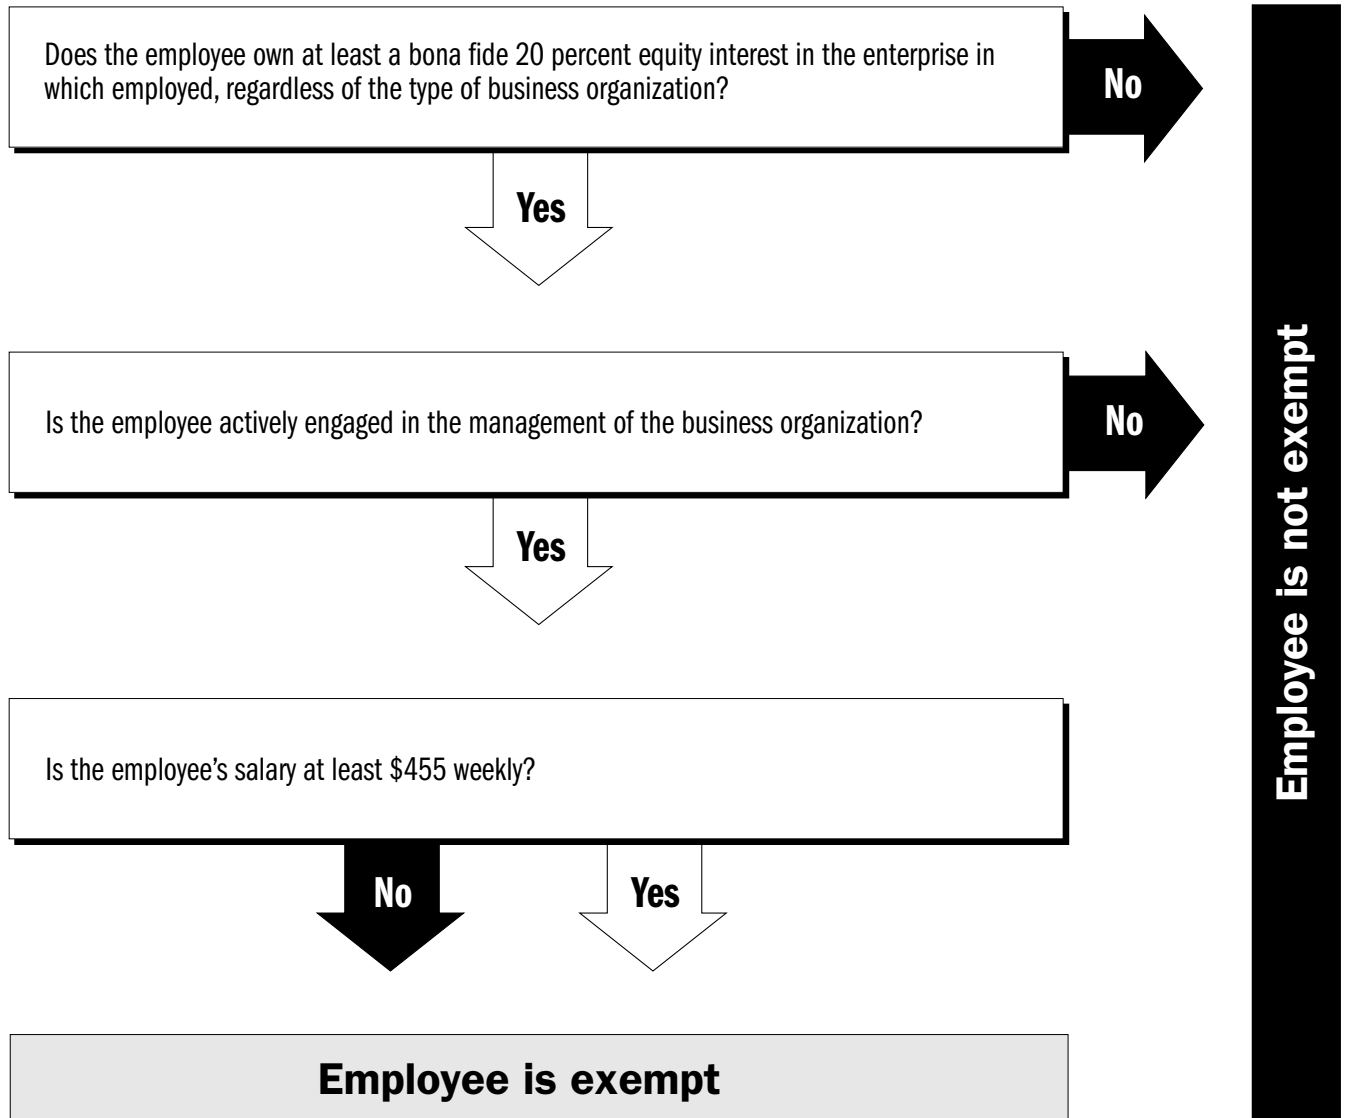 Does the employee own at least a bona fide 20 percent equity interest in the enterprise in
which employed, regardless of the type of business organization?
No
Yes
Is the employee actively engaged in the management of the business organization?
No
Yes
Is the employee’s salary at least $455 weekly?
No
Yes
Employee is exempt
Employee is not exempt